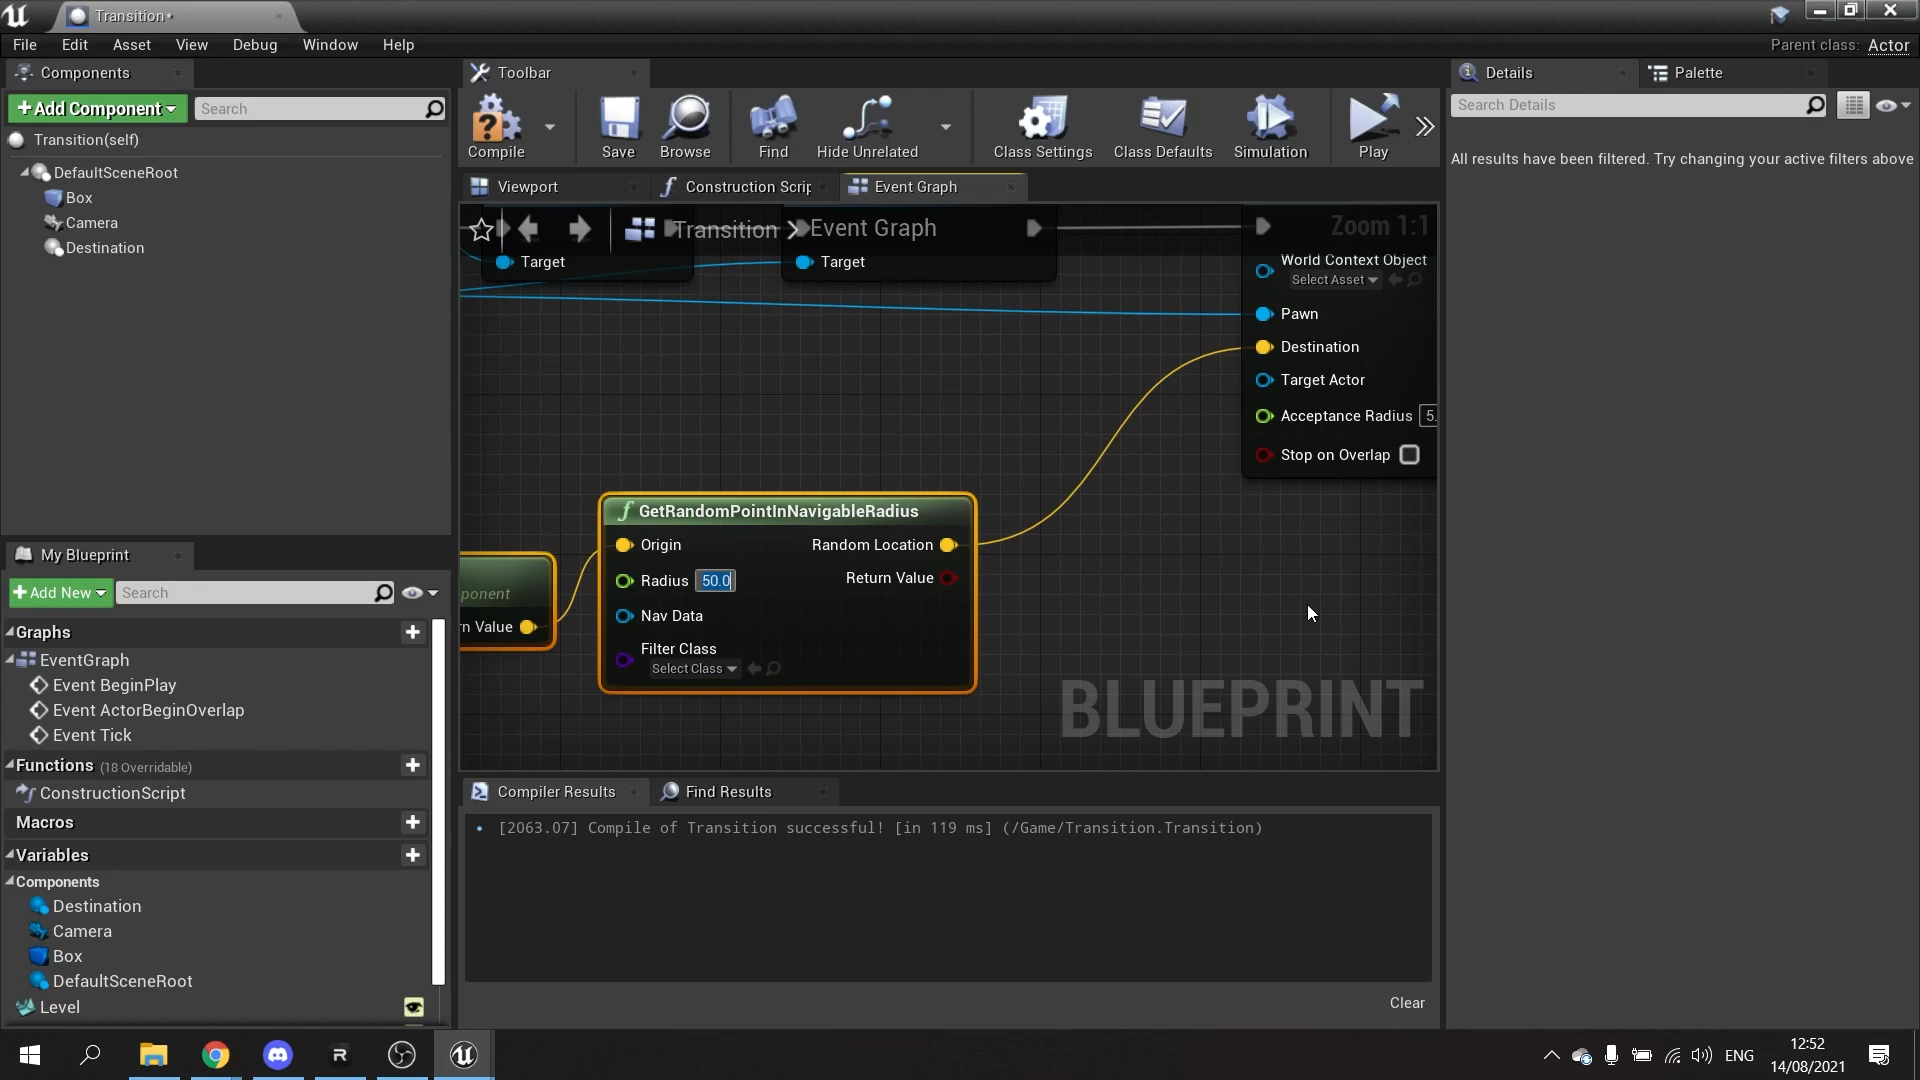 Transition*
File Edit Asset View Debug Window Help
Parent class: Actor
Components
Add Component
Search
Transition(self)
DefaultSceneRoot
Box
Camera
Destination
My Blueprint
Add New
Search
Graphs
EventGraph
Event BeginPlay
Event ActorBeginOverlap
Event Tick
Functions (18 Overridable)
ConstructionScript
Macros
Variables
Components
Destination
Camera
Box
DefaultSceneRoot
Level
Toolbar
Compile
Save
Browse
Find
Hide Unrelated
Class Settings
Class Defaults
Simulation
Play
Viewport
Construction Scrip
Event Graph
Transition > Event Graph
Zoom 1:1
Target
Target
World Context Object
Select Asset
Pawn
Destination
Target Actor
Acceptance Radius 5.
Stop on Overlap
ponent
rn Value
GetRandomPointInNavigableRadius
Origin
Random Location
Radius 50.0
Return Value
Nav Data
Filter Class
Select Class
BLUEPRINT
Compiler Results
Find Results
[2063.07] Compile of Transition successful! [in 119 ms] (/Game/Transition.Transition)
Clear
Details
Palette
Search Details
All results have been filtered. Try changing your active filters above
ENG
12:52
14/08/2021